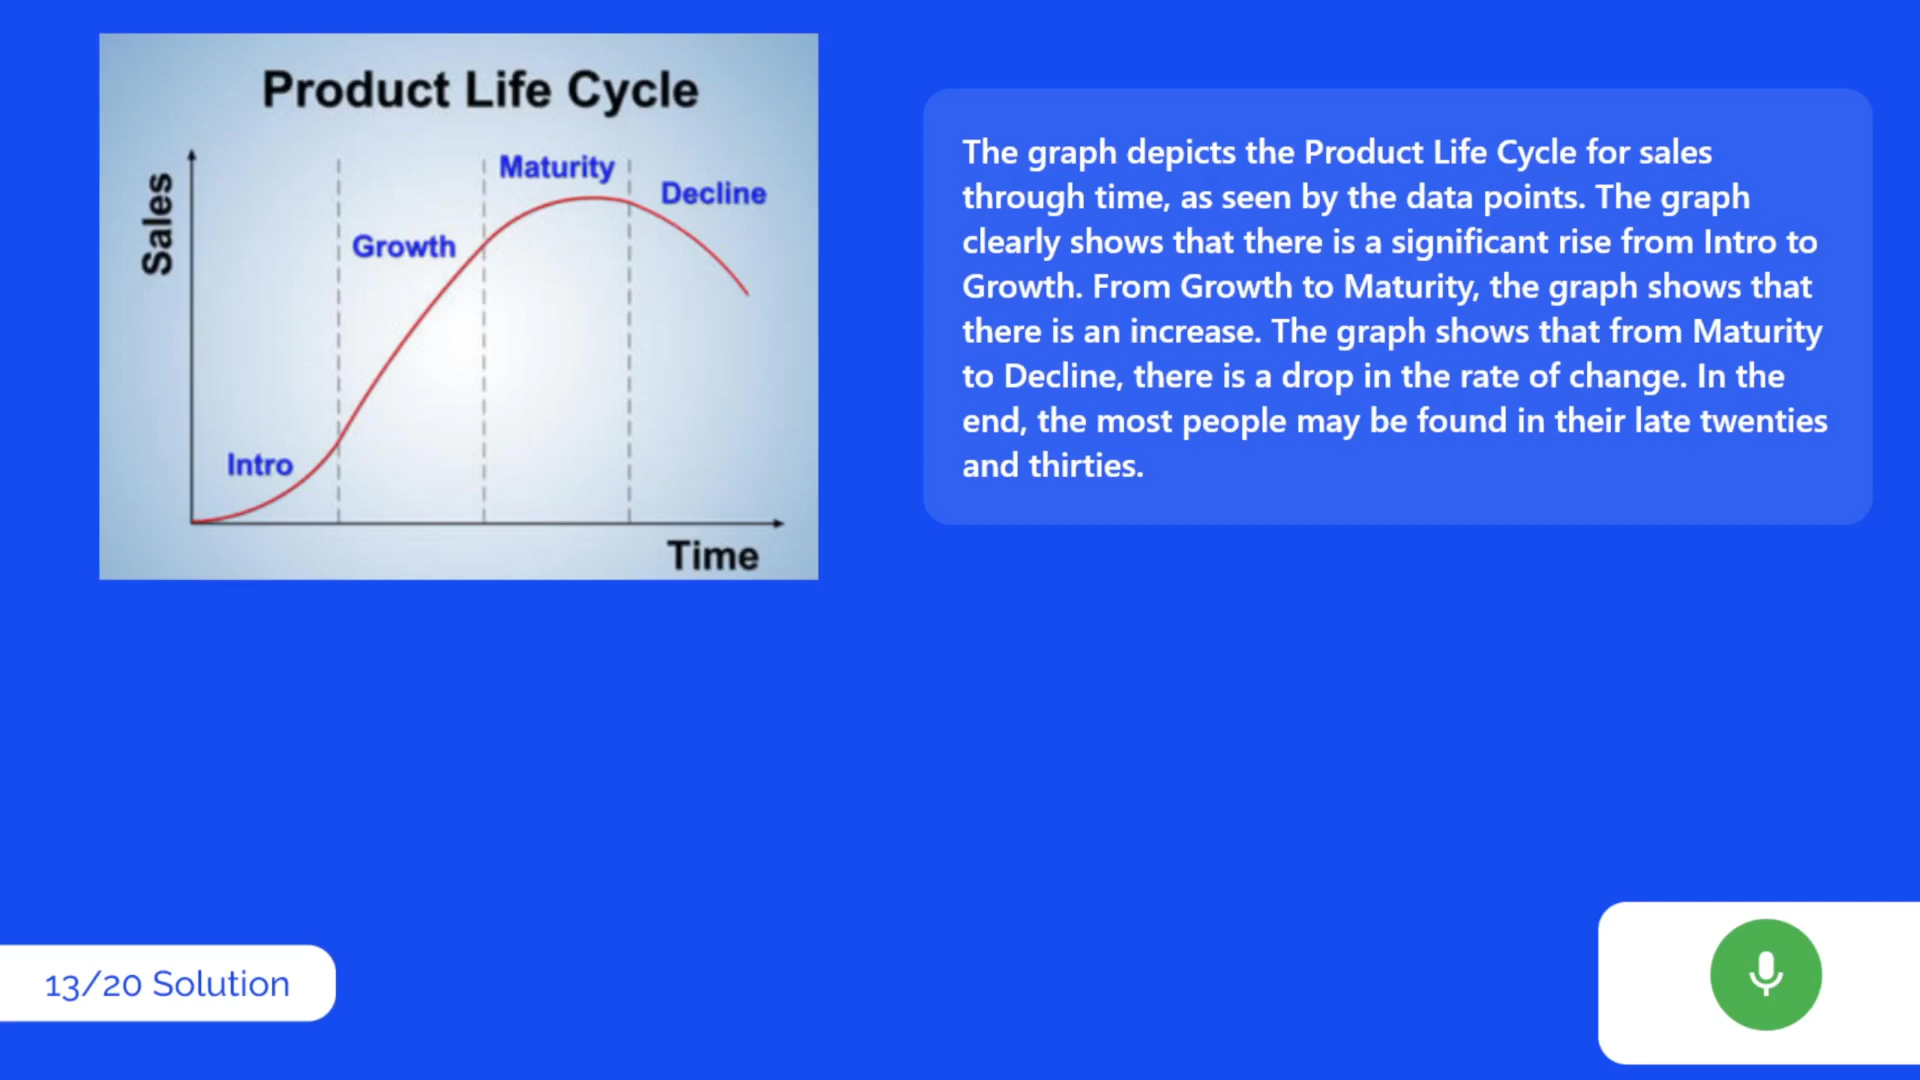 Product Life Cycle
Sales
Maturity
Decline
Growth
Intro
Time
The graph depicts the Product Life Cycle for sales
through time, as seen by the data points. The graph
clearly shows that there is a significant rise from Intro to
Growth. From Growth to Maturity, the graph shows that
there is an increase. The graph shows that from Maturity
to Decline, there is a drop in the rate of change. In the
end, the most people may be found in their late twenties
and thirties.
13/20 Solution